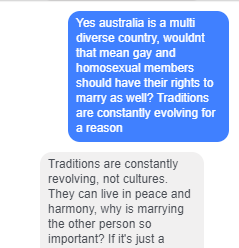 Yes australia is a multi
diverse country, wouldnt
that mean gay and
homosexual members
should have their rights to
marry as well? Traditions
are constantly evolving for
a reason
Traditions are constantly
revolving, not cultures.
They can live in peace and
harmony, why is marrying
the other person so
important? If it's just a